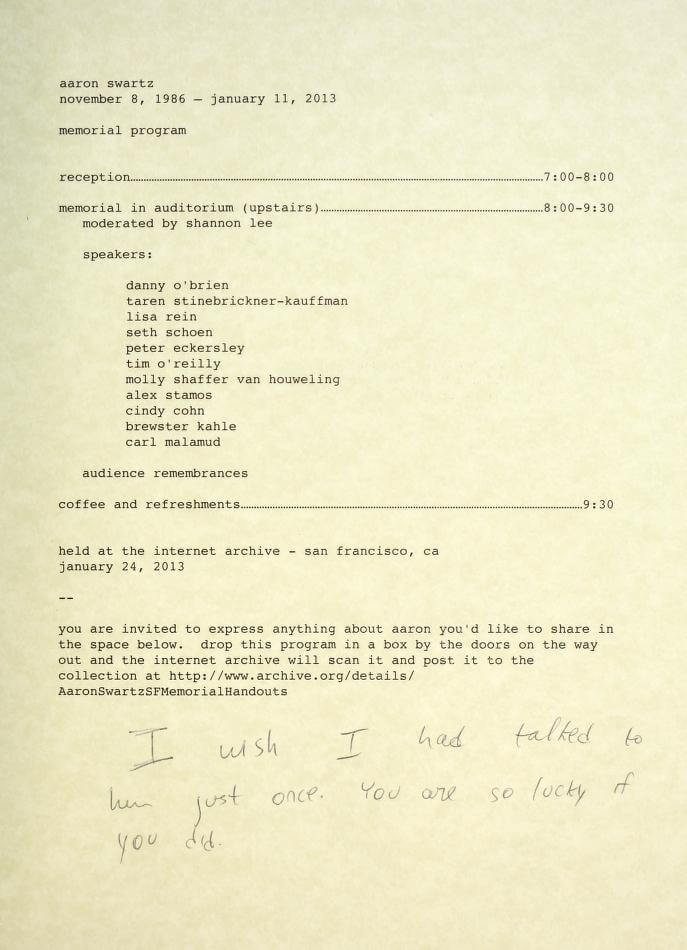 aaron swartz
november 8, 1986 – january 11, 2013
memorial program
reception……………………………………………………………………………………………………………………7:00-8:00
memorial in auditorium (upstairs)………………………………………………………………8:00-9:30
moderated by shannon lee
speakers:
danny o'brien
taren stinebrickner-kauffman
lisa rein
seth schoen
peter eckersley
tim o'reilly
molly shaffer van houweling
alex stamos
cindy cohn
brewster kahle
carl malamud
audience remembrances
coffee and refreshments………………………………………………………………………………………………9:30
held at the internet archive - san francisco, ca
january 24, 2013
--
you are invited to express anything about aaron you'd like to share in
the space below.  drop this program in a box by the doors on the way
out and the internet archive will scan it and post it to the
collection at http://www.archive.org/details/
AaronSwartzSFMemorialHandouts
I wish I had talked to
him just once. You are so lucky if
you did.